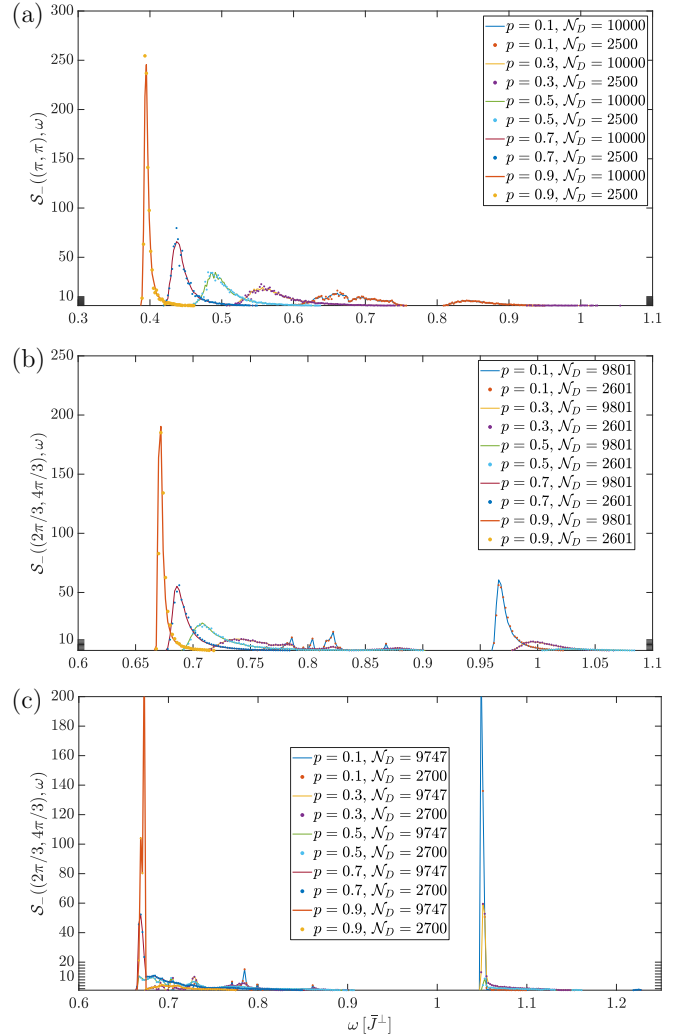 (a)
300
250
200
150
100
50
10
S₋((π, π), ω)
p = 0.1, N_D = 10000
p = 0.1, N_D = 2500
p = 0.3, N_D = 10000
p = 0.3, N_D = 2500
p = 0.5, N_D = 10000
p = 0.5, N_D = 2500
p = 0.7, N_D = 10000
p = 0.7, N_D = 2500
p = 0.9, N_D = 10000
p = 0.9, N_D = 2500
0.3 0.4 0.5 0.6 0.7 0.8 0.9 1 1.1
(b)
250
200
150
100
50
10
S₋((2π/3, 4π/3), ω)
p = 0.1, N_D = 9801
p = 0.1, N_D = 2601
p = 0.3, N_D = 9801
p = 0.3, N_D = 2601
p = 0.5, N_D = 9801
p = 0.5, N_D = 2601
p = 0.7, N_D = 9801
p = 0.7, N_D = 2601
p = 0.9, N_D = 9801
p = 0.9, N_D = 2601
0.6 0.65 0.7 0.75 0.8 0.85 0.9 0.95 1 1.05 1.1
(c)
200
180
160
140
120
100
80
60
40
20
10
S₋((2π/3, 4π/3), ω)
p = 0.1, N_D = 9747
p = 0.1, N_D = 2700
p = 0.3, N_D = 9747
p = 0.3, N_D = 2700
p = 0.5, N_D = 9747
p = 0.5, N_D = 2700
p = 0.7, N_D = 9747
p = 0.7, N_D = 2700
p = 0.9, N_D = 9747
p = 0.9, N_D = 2700
0.6 0.7 0.8 0.9 1 1.1 1.2
ω [J̄^⊥]